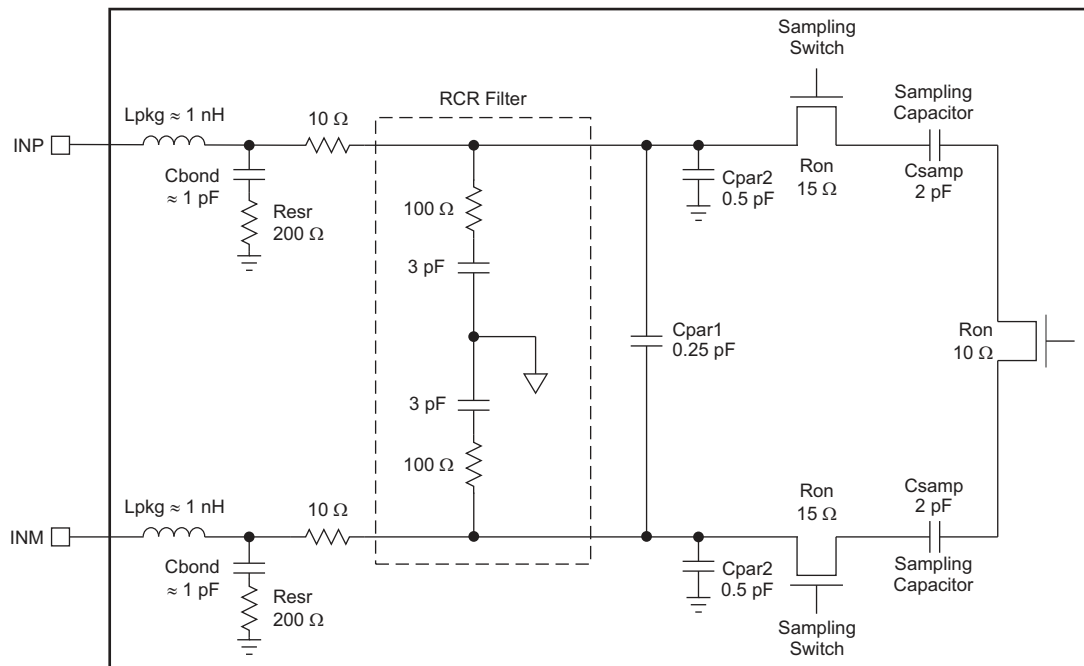 Sampling
Switch
Sampling
Capacitor
RCR Filter
Lpkg ≈ 1 nH
10 Ω
INP
Cbond
≈ 1 pF
Resr
200 Ω
100 Ω
3 pF
Cpar2
0.5 pF
Ron
15 Ω
Csamp
2 pF
Cpar1
0.25 pF
Ron
10 Ω
3 pF
100 Ω
Lpkg ≈ 1 nH
10 Ω
INM
Cbond
≈ 1 pF
Resr
200 Ω
Ron
15 Ω
Csamp
2 pF
Cpar2
0.5 pF
Sampling
Capacitor
Sampling
Switch